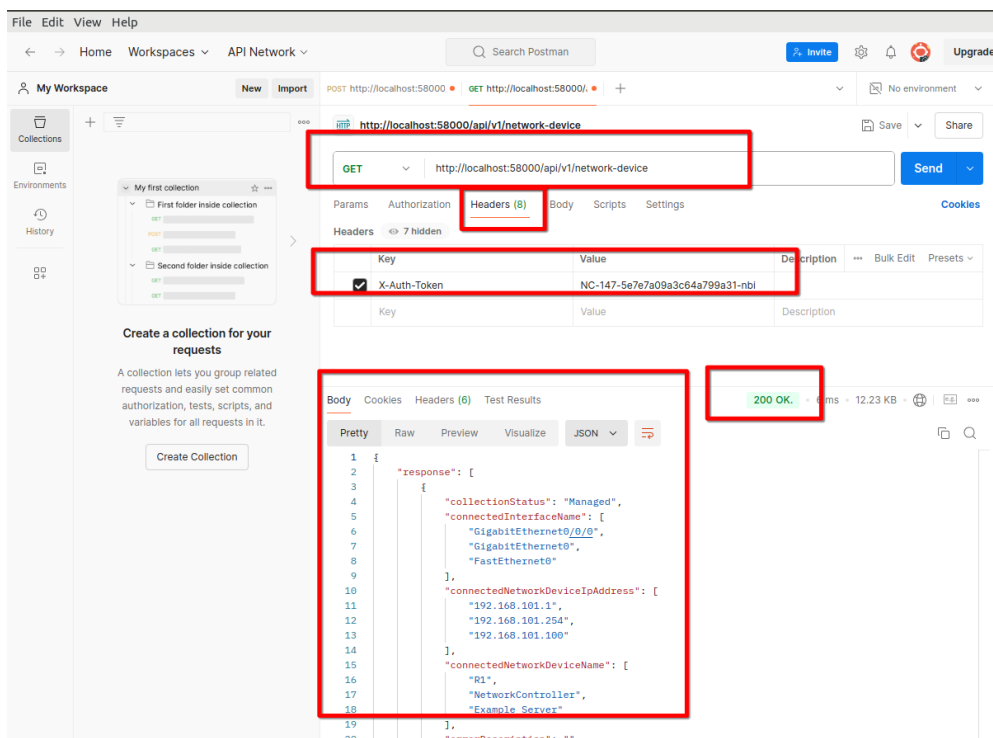 File Edit View Help
Home Workspaces API Network Search Postman Invite Upgrade
My Workspace New Import POST http://localhost:58000 GET http://localhost:58000/. No environment
Collections
HTTP http://localhost:58000/api/v1/network-device Save Share
GET http://localhost:58000/api/v1/network-device Send
Environments
My first collection
First folder inside collection
GET
POST
GET
Second folder inside collection
GET
GET
History
Params Authorization Headers (8) Body Scripts Settings Cookies
Headers 7 hidden
Key Value Description Bulk Edit Presets
X-Auth-Token NC-147-5e7e7a09a3c64a799a31-nbi
Key Value Description
Create a collection for your
requests
A collection lets you group related
requests and easily set common
authorization, tests, scripts, and
variables for all requests in it.
Create Collection
Body Cookies Headers (6) Test Results 200 OK. ms 12.23 KB
Pretty Raw Preview Visualize JSON
1 {
2 "response": [
3 {
4 "collectionStatus": "Managed",
5 "connectedInterfaceName": [
6 "GigabitEthernet0/0/0",
7 "GigabitEthernet0",
8 "FastEthernet0"
9 ],
10 "connectedNetworkDeviceIpAddress": [
11 "192.168.101.1",
12 "192.168.101.254",
13 "192.168.101.100"
14 ],
15 "connectedNetworkDeviceName": [
16 "R1",
17 "NetworkController",
18 "Example Server"
19 ],